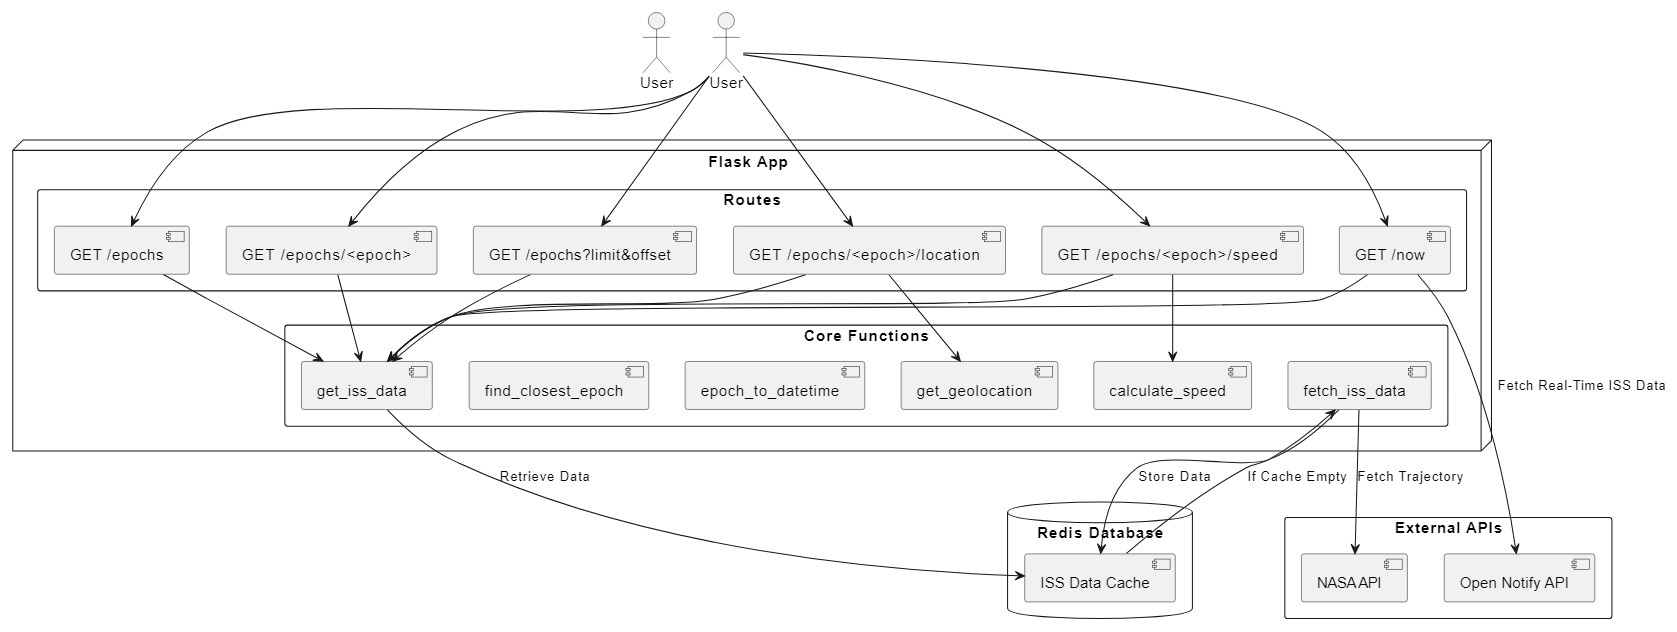 User
User
Flask App
Routes
GET /epochs
GET /epochs/<epoch>
GET /epochs?limit&offset
GET /epochs/<epoch>/location
GET /epochs/<epoch>/speed
GET /now
Core Functions
get_iss_data
find_closest_epoch
epoch_to_datetime
get_geolocation
calculate_speed
fetch_iss_data
Fetch Real-Time ISS Data
Retrieve Data
Store Data
If Cache Empty
Fetch Trajectory
Redis Database
ISS Data Cache
External APIs
NASA API
Open Notify API